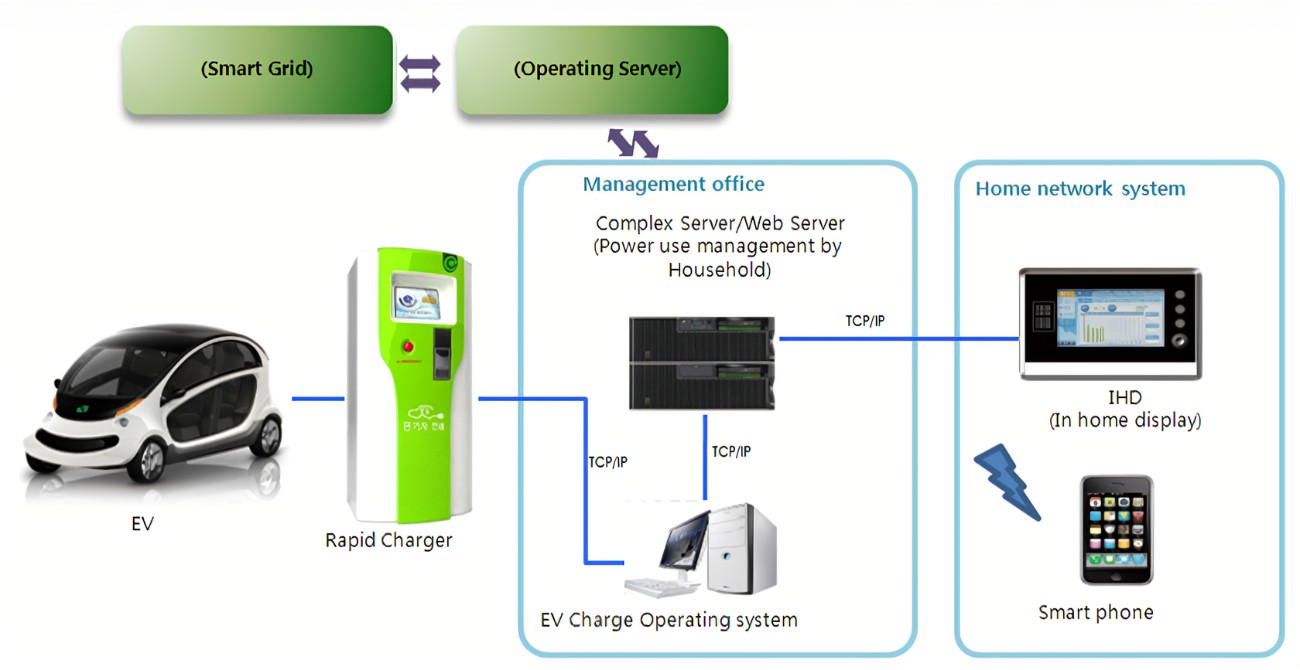 (Smart Grid)
(Operating Server)
Management office
Complex Server/Web Server
(Power use management by
Household)
Home network system
TCP/IP
IHD
(In home display)
TCP/IP
TCP/IP
EV
Rapid Charger
EV Charge Operating system
Smart phone